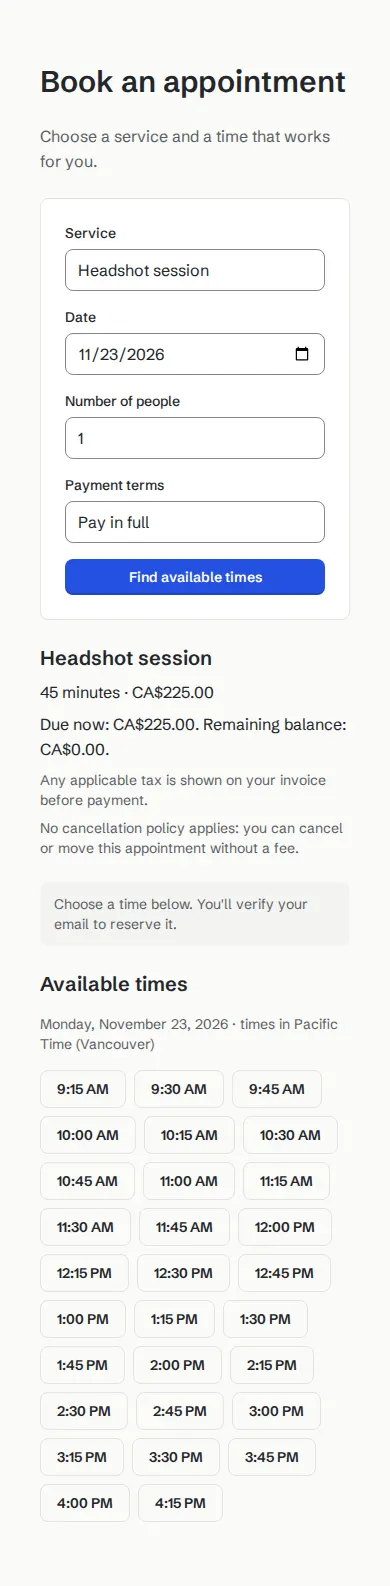 Book an appointment
Choose a service and a time that works
for you.
Service
Headshot session
Date
11/23/2026
Number of people
1
Payment terms
Pay in full
Find available times
Headshot session
45 minutes · CA$225.00
Due now: CA$225.00. Remaining balance:
CA$0.00.
Any applicable tax is shown on your invoice
before payment.
No cancellation policy applies: you can cancel
or move this appointment without a fee.
Choose a time below. You'll verify your
email to reserve it.
Available times
Monday, November 23, 2026 · times in Pacific
Time (Vancouver)
9:15 AM 9:30 AM 9:45 AM
10:00 AM 10:15 AM 10:30 AM
10:45 AM 11:00 AM 11:15 AM
11:30 AM 11:45 AM 12:00 PM
12:15 PM 12:30 PM 12:45 PM
1:00 PM 1:15 PM 1:30 PM
1:45 PM 2:00 PM 2:15 PM
2:30 PM 2:45 PM 3:00 PM
3:15 PM 3:30 PM 3:45 PM
4:00 PM 4:15 PM